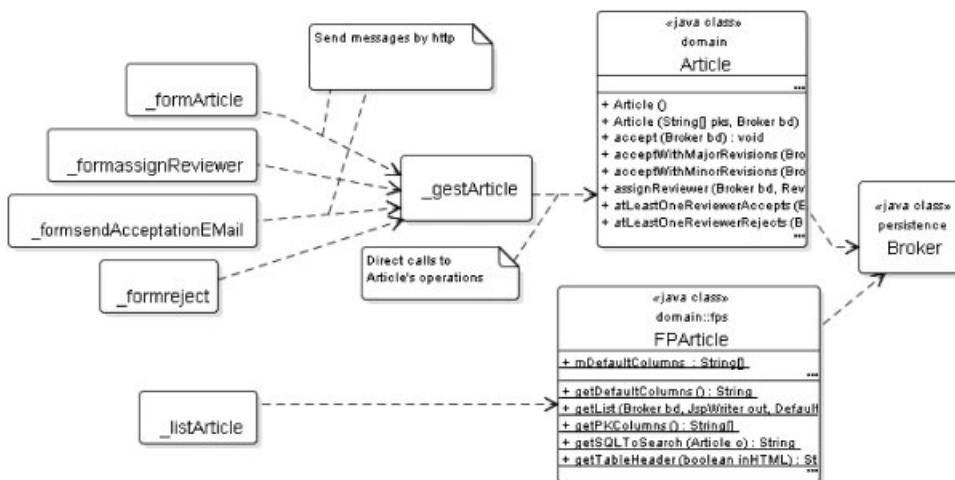 Send messages by http
_formArticle
_formassignReviewer
_formsendAcceptationEMail
_formreject
_gestArticle
Direct calls to
Article's operations
«java class»
domain
Article
...
+ Article ()
+ Article (String[] pks, Broker bd)
+ accept (Broker bd) : void
+ acceptWithMajorRevisions (Bro
+ acceptWithMinorRevisions (Bro
+ assignReviewer (Broker bd, Rev
+ atLeastOneReviewerAccepts (E
+ atLeastOneReviewerRejects (B
...
«java class»
persistence
Broker
_listArticle
«java class»
domain::fps
FPArticle
+ mDefaultColumns : String[]
...
+ getDefaultColumns () : String
+ getList (Broker bd, JspWriter out, Default
+ getPKColumns () : String[]
+ getSQLToSearch (Article o) : String
+ getTableHeader (boolean inHTML) : St
...